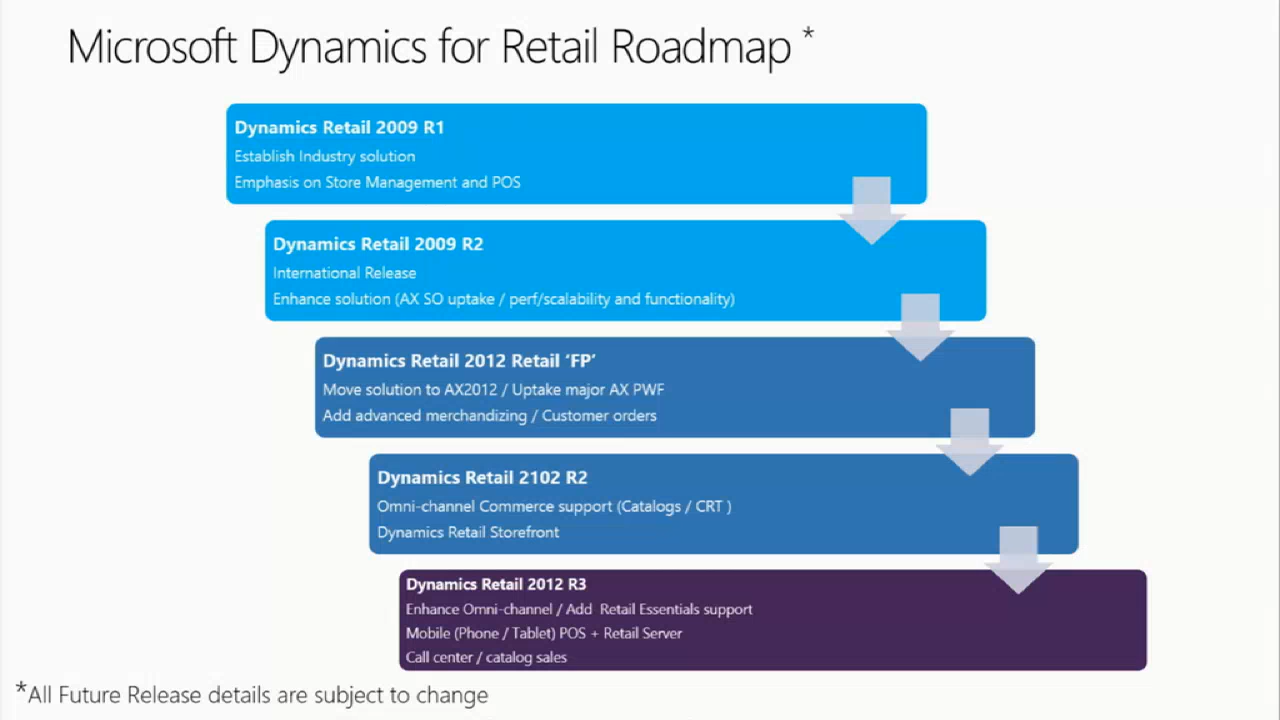 Microsoft Dynamics for Retail Roadmap *
Dynamics Retail 2009 R1
Establish Industry solution
Emphasis on Store Management and POS
Dynamics Retail 2009 R2
International Release
Enhance solution (AX SO uptake / perf/scalability and functionality)
Dynamics Retail 2012 Retail ‘FP’
Move solution to AX2012 / Uptake major AX PWF
Add advanced merchandizing / Customer orders
Dynamics Retail 2102 R2
Omni-channel Commerce support (Catalogs / CRT )
Dynamics Retail Storefront
Dynamics Retail 2012 R3
Enhance Omni-channel / Add  Retail Essentials support
Mobile (Phone / Tablet) POS + Retail Server
Call center / catalog sales
*All Future Release details are subject to change